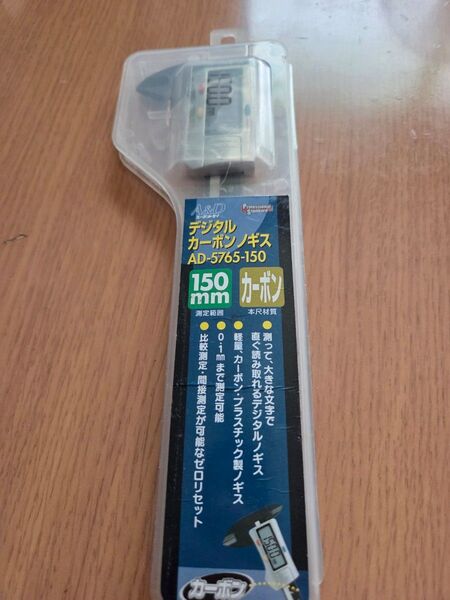 A&D
Professional Standard
デジタル
カーボンノギス
AD-5765-150
150
mm
測定範囲
カーボン
本尺材質
●測って、大きな文字で
直ぐ読み取れるデジタルノギス
●軽量、カーボン・プラスチック製ノギス
●0.1mmまで測定可能
●比較測定・間接測定が可能なゼロリセット
カーボン